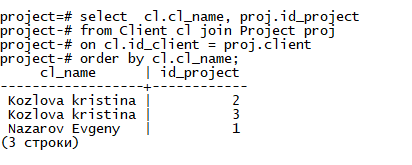 project=# select  cl.cl_name, proj.id_project
project-# from Client cl join Project proj
project-# on cl.id_client = proj.client
project-# order by cl.cl_name;
     cl_name      | id_project
------------------+------------
 Kozlova kristina |          2
 Kozlova kristina |          3
 Nazarov Evgeny   |          1
(3 строки)